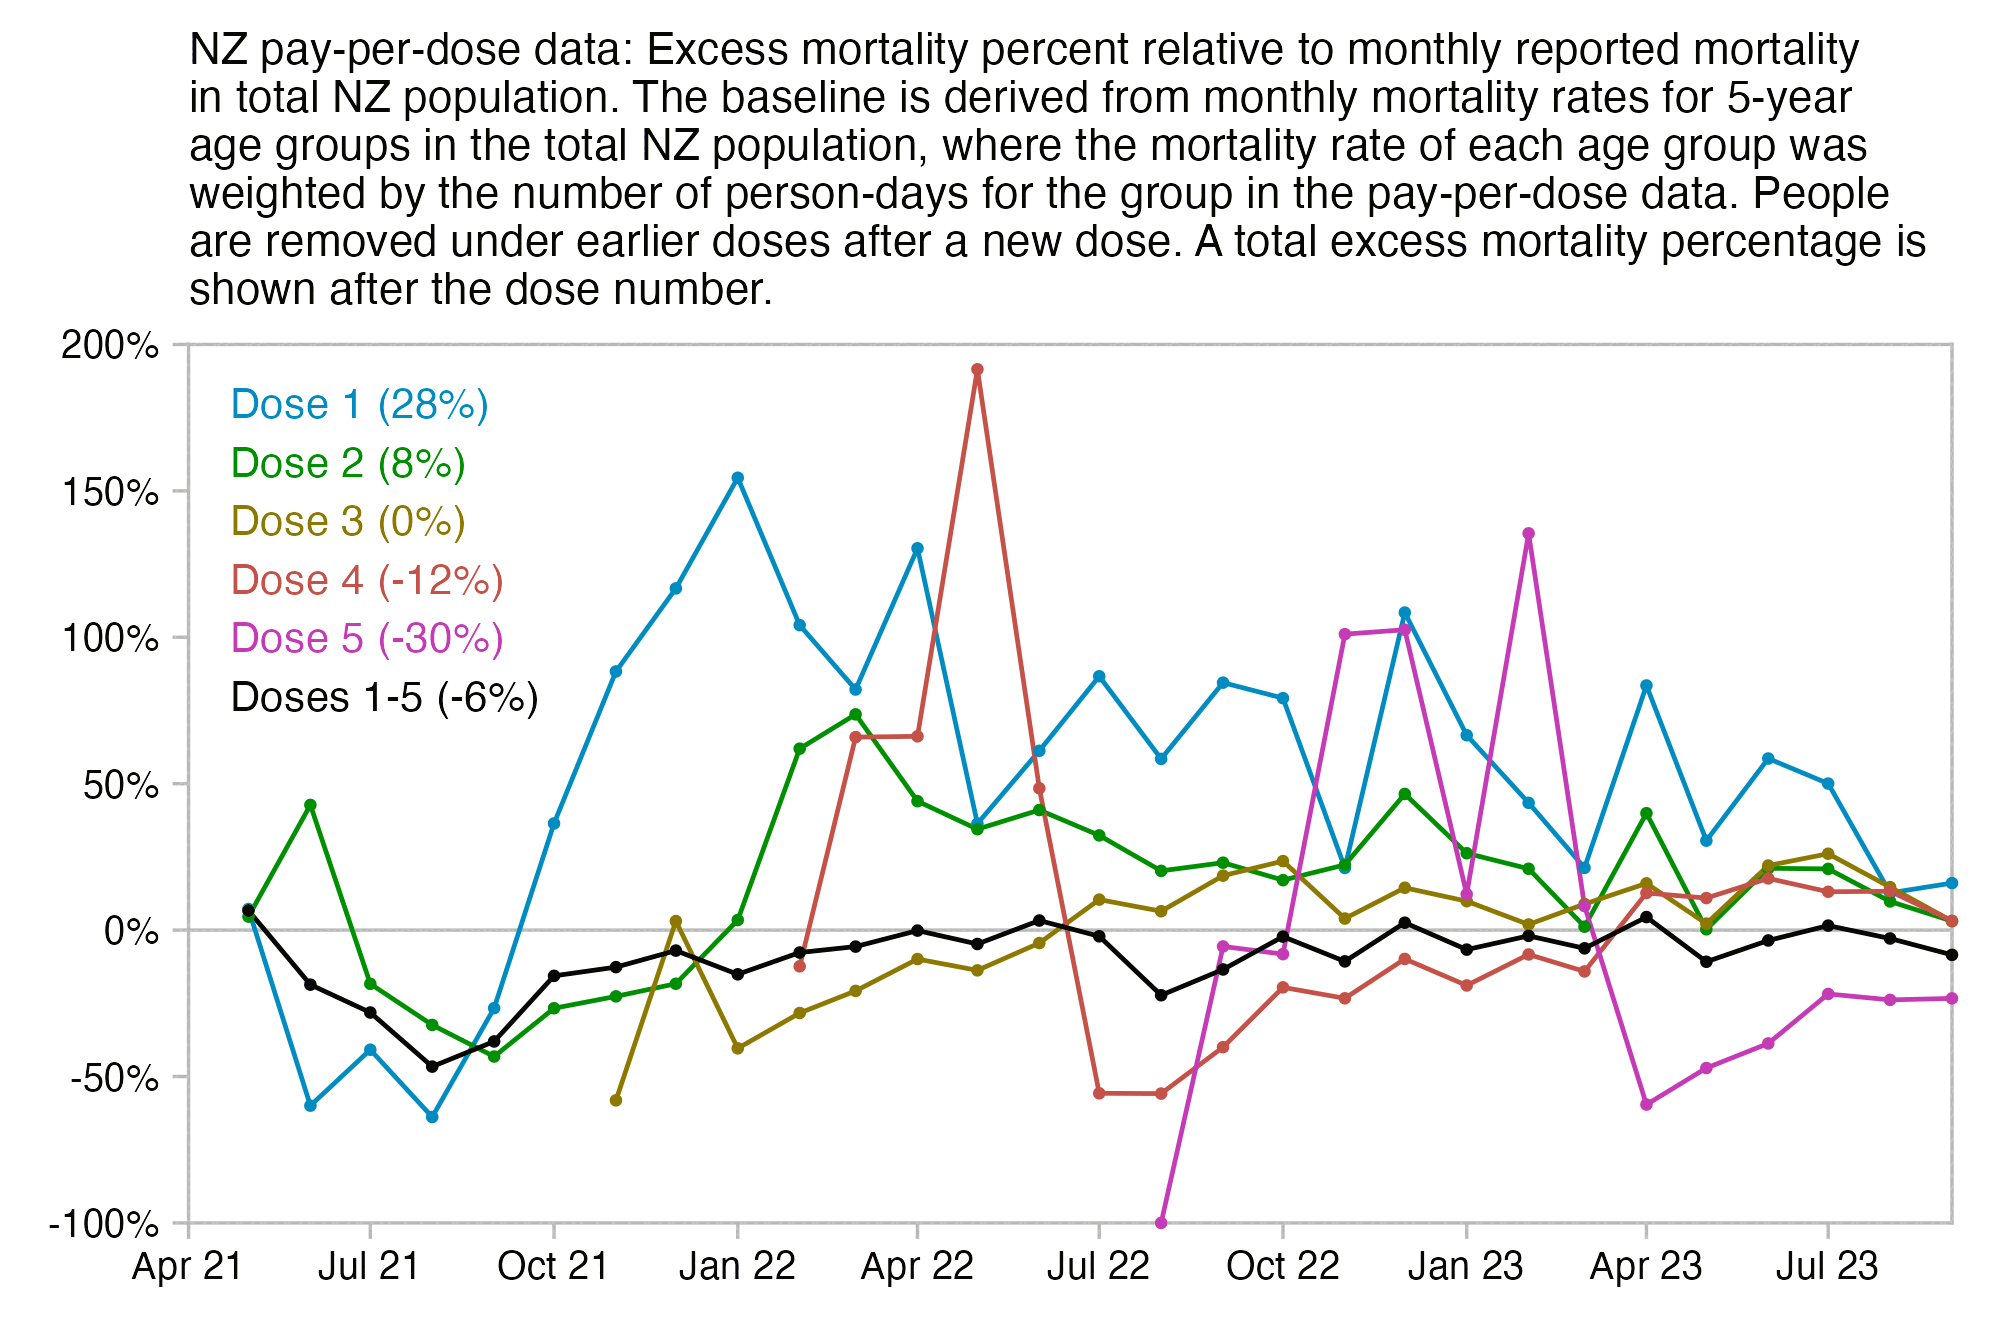 NZ pay-per-dose data: Excess mortality percent relative to monthly reported mortality
in total NZ population. The baseline is derived from monthly mortality rates for 5-year
age groups in the total NZ population, where the mortality rate of each age group was
weighted by the number of person-days for the group in the pay-per-dose data. People
are removed under earlier doses after a new dose. A total excess mortality percentage is
shown after the dose number.
200%
150%
100%
50%
0%
-50%
-100%
Dose 1 (28%)
Dose 2 (8%)
Dose 3 (0%)
Dose 4 (-12%)
Dose 5 (-30%)
Doses 1-5 (-6%)
Apr 21 Jul 21 Oct 21 Jan 22 Apr 22 Jul 22 Oct 22 Jan 23 Apr 23 Jul 23